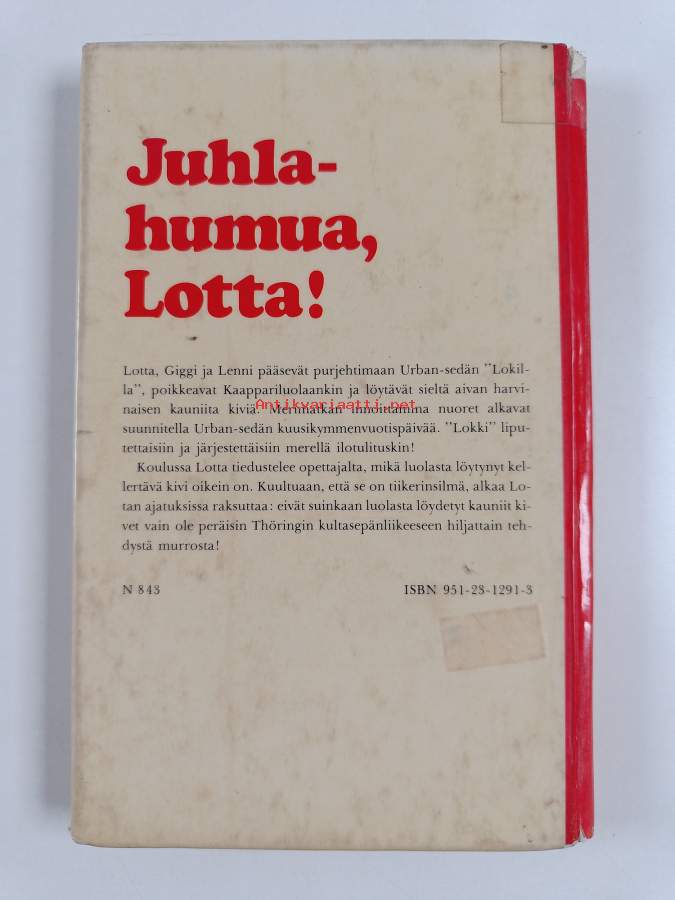 Juhla-
humua,
Lotta!
Lotta, Giggi ja Lenni pääsevät purjehtimaan Urban-sedän "Lokil-
la", poikkeavat Kaappariluolaankin ja löytävät sieltä aivan harvi-
naisen kauniita kiviä. Merimatkan innoittamina nuoret alkavat
Antikvariaatti.net
suunnitella Urban-sedän kuusikymmenvuotispäivää. "Lokki" lipu-
tettaisiin ja järjestettäisiin merellä ilotulituskin!
Koulussa Lotta tiedustelee opettajalta, mikä luolasta löytynyt kel-
lertävä kivi oikein on. Kuultuaan, että se on tiikerinsilmä, alkaa Lo-
tan ajatuksissa raksuttaa: eivät suinkaan luolasta löydetyt kauniit ki-
vet vain ole peräisin Thöringin kultasepänliikeeseen hiljattain teh-
dystä murrosta!
N 843
ISBN 951-23-1291-3